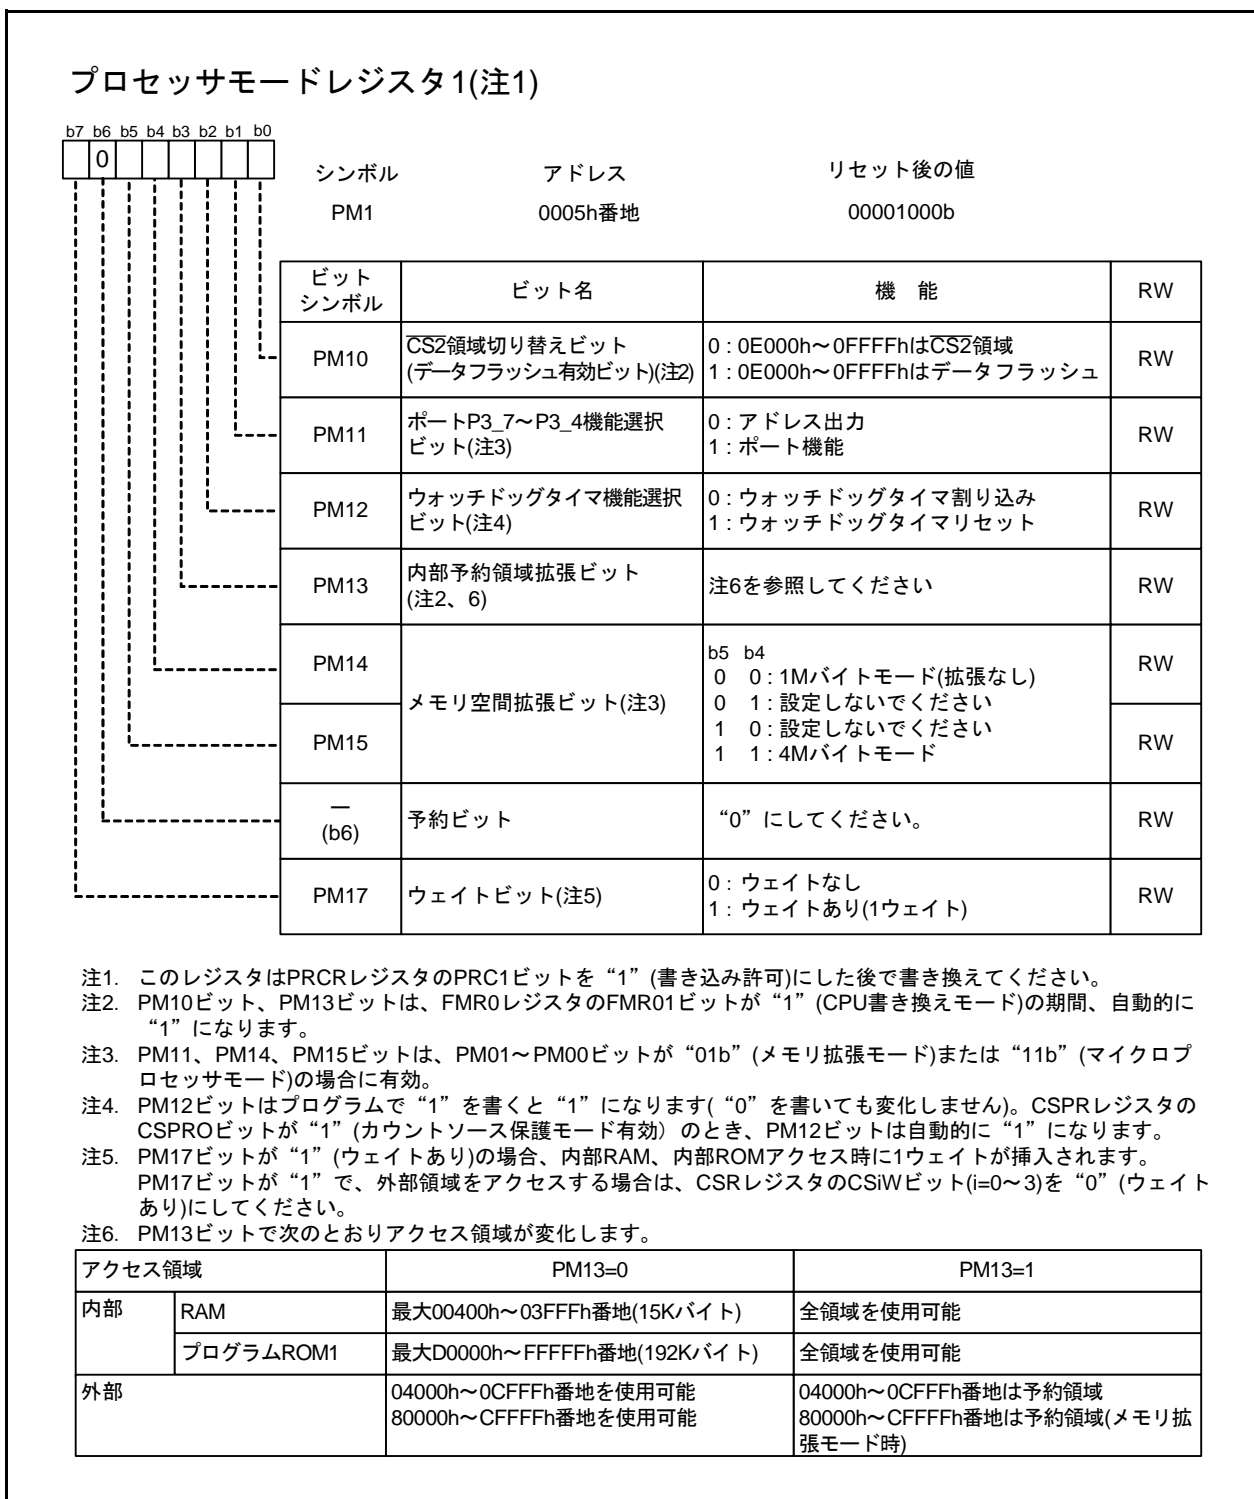 プロセッサモードレジスタ1(注1)
b7 b6 b5 b4 b3 b2 b1 b0
0
シンボル アドレス リセット後の値
PM1 0005h番地 00001000b
ビット
シンボル
ビット名 機 能 RW
PM10
CS2領域切り替えビット
(データフラッシュ有効ビット)(注2)
0 : 0E000h～0FFFFhはCS2領域
1 : 0E000h～0FFFFhはデータフラッシュ
RW
PM11
ポートP3_7～P3_4機能選択
ビット(注3)
0 : アドレス出力
1 : ポート機能
RW
PM12
ウォッチドッグタイマ機能選択
ビット(注4)
0 : ウォッチドッグタイマ割り込み
1 : ウォッチドッグタイマリセット
RW
PM13
内部予約領域拡張ビット
(注2、6)
注6を参照してください
RW
PM14
メモリ空間拡張ビット(注3)
b5 b4
0 0 : 1Mバイトモード(拡張なし)
0 1 : 設定しないでください
1 0 : 設定しないでください
1 1 : 4Mバイトモード
RW
PM15
RW
—
(b6)
予約ビット
“0”にしてください。
RW
PM17
ウェイトビット(注5)
0 : ウェイトなし
1 : ウェイトあり(1ウェイト)
RW
注1. このレジスタはPRCRレジスタのPRC1ビットを“1”(書き込み許可)にした後で書き換えてください。
注2. PM10ビット、PM13ビットは、FMR0レジスタのFMR01ビットが“1”(CPU書き換えモード)の期間、自動的に
“1”になります。
注3. PM11、PM14、PM15ビットは、PM01～PM00ビットが“01b”(メモリ拡張モード)または“11b”(マイクロプ
ロセッサモード)の場合に有効。
注4. PM12ビットはプログラムで“1”を書くと“1”になります(“0”を書いても変化しません)。CSPRレジスタの
CSPROビットが“1”(カウントソース保護モード有効）のとき、PM12ビットは自動的に“1”になります。
注5. PM17ビットが“1”(ウェイトあり)の場合、内部RAM、内部ROMアクセス時に1ウェイトが挿入されます。
PM17ビットが“1”で、外部領域をアクセスする場合は、CSRレジスタのCSiWビット(i=0～3)を“0”(ウェイト
あり)にしてください。
注6. PM13ビットで次のとおりアクセス領域が変化します。
アクセス領域 PM13=0 PM13=1
内部 RAM 最大00400h～03FFFh番地(15Kバイト) 全領域を使用可能
プログラムROM1 最大D0000h～FFFFFh番地(192Kバイト) 全領域を使用可能
外部
04000h～0CFFFh番地を使用可能
80000h～CFFFFh番地を使用可能
04000h～0CFFFh番地は予約領域
80000h～CFFFFh番地は予約領域(メモリ拡
張モード時)